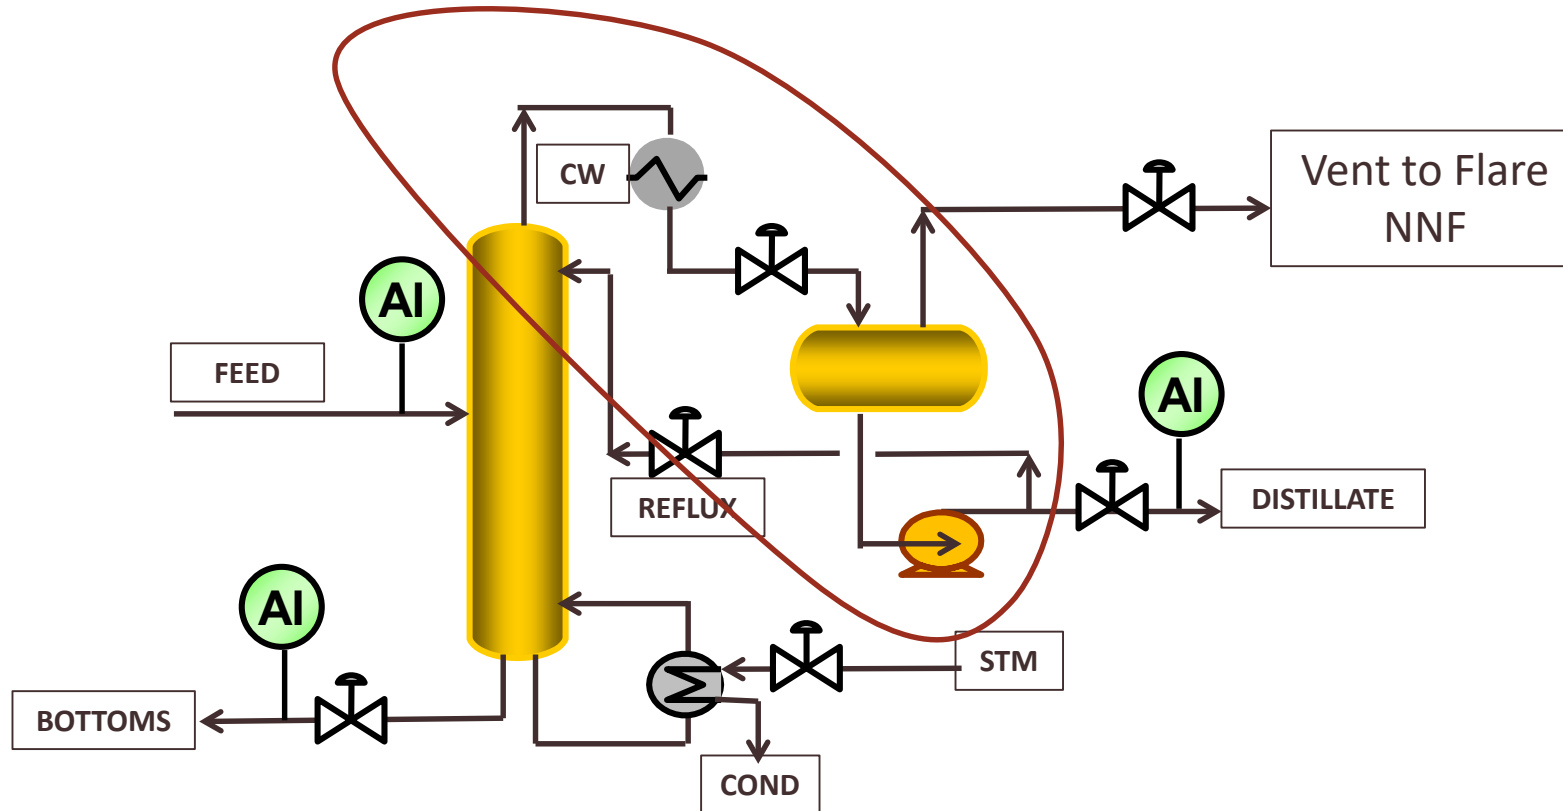 CW
Vent to Flare
NNF
AI
FEED
AI
REFLUX
DISTILLATE
AI
STM
BOTTOMS
COND